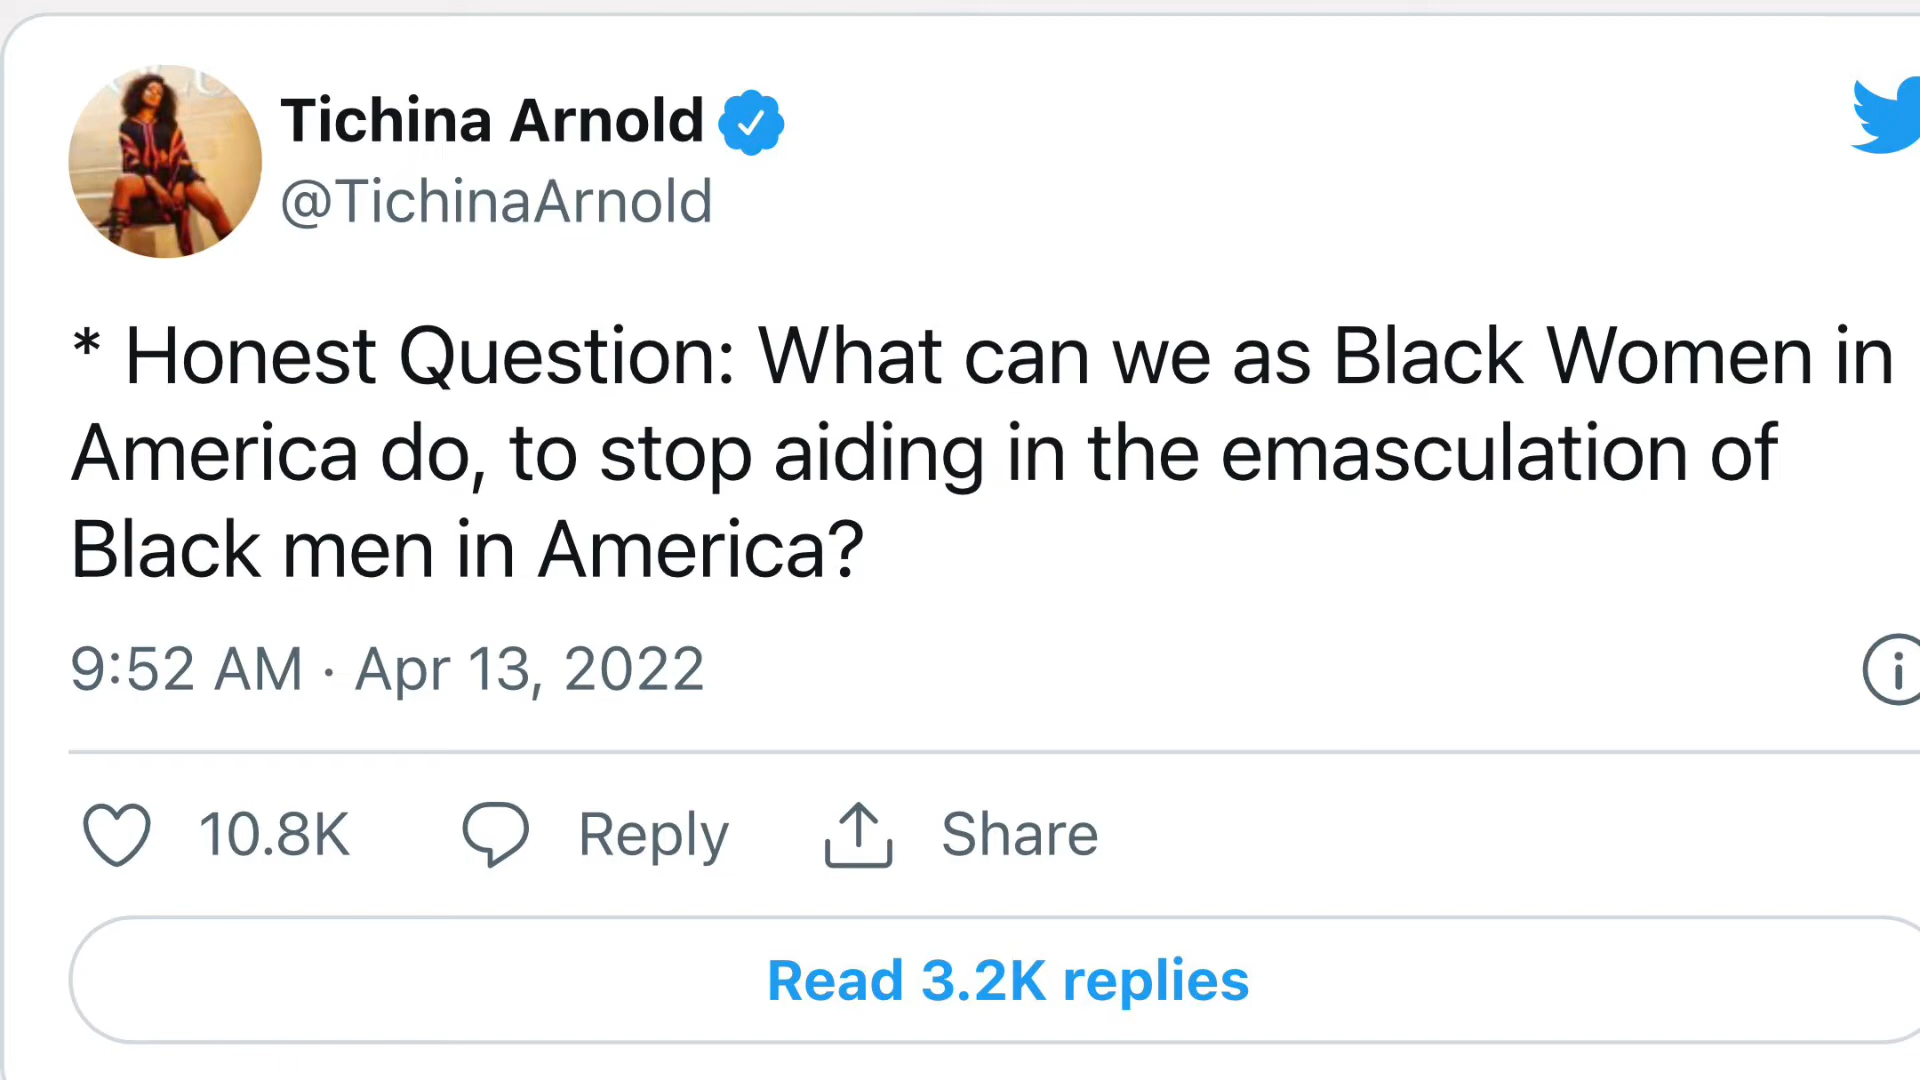 Tichina Arnold
@TichinaArnold
* Honest Question: What can we as Black Women in
America do, to stop aiding in the emasculation of
Black men in America?
9:52 AM · Apr 13, 2022
10.8K Reply Share
Read 3.2K replies